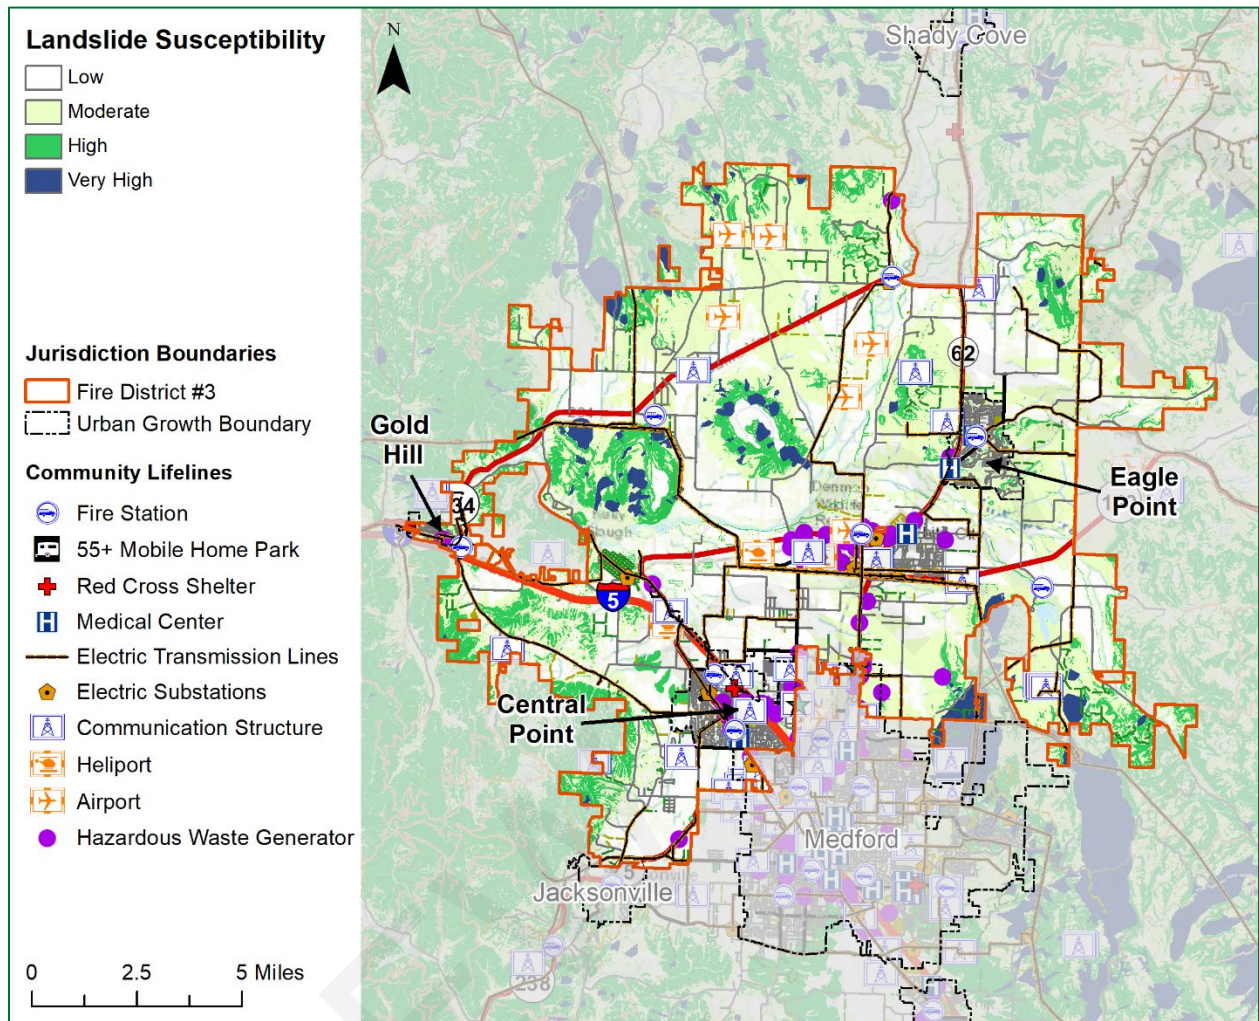 Landslide Susceptibility
Low
Moderate
High
Very High
Jurisdiction Boundaries
Fire District #3
Urban Growth Boundary
Community Lifelines
Fire Station
55+ Mobile Home Park
Red Cross Shelter
Medical Center
Electric Transmission Lines
Electric Substations
Communication Structure
Heliport
Airport
Hazardous Waste Generator
0 2.5 5 Miles
N
Shady Cove
62
Gold
Hill
34
Eagle
Point
5
Central
Point
Medford
Jacksonville
238